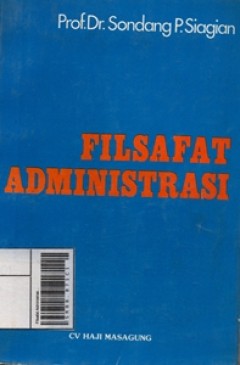 Prof.Dr. Sondang P. Siagian
FILSAFAT
ADMINISTRASI
CV HAJI MASAGUNG